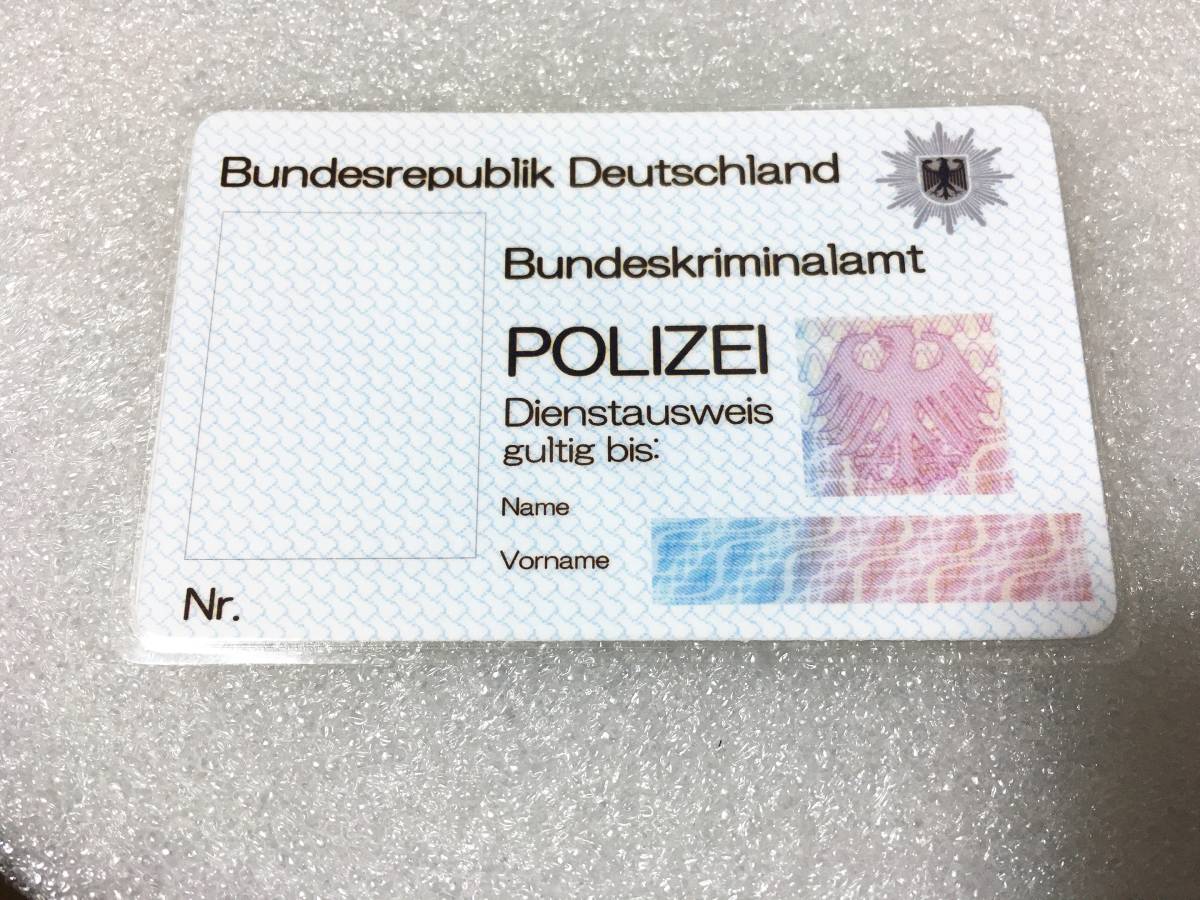 Bundesrepublik Deutschland
Bundeskriminalamt
POLIZEI
Dienstausweis
gultig bis:
Name
Vorname
Nr.